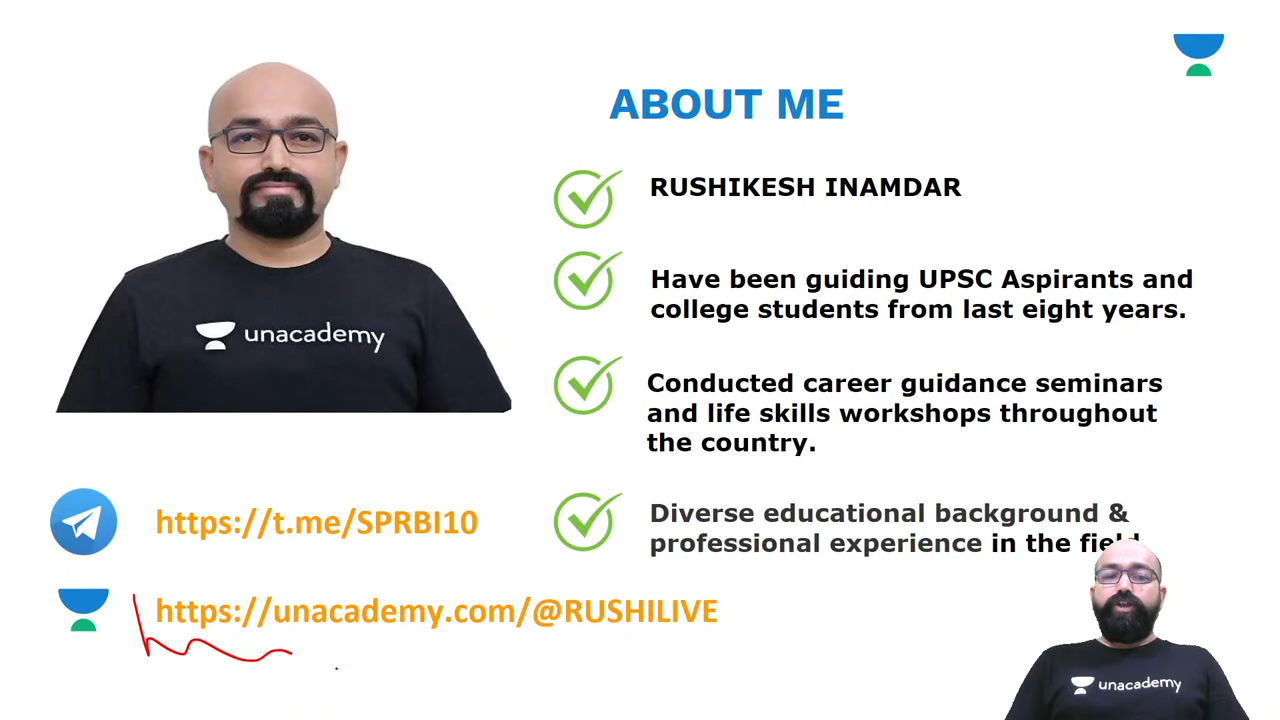 ABOUT ME
RUSHIKESH INAMDAR
Have been guiding UPSC Aspirants and
college students from last eight years.
Conducted career guidance seminars
and life skills workshops throughout
the country.
Diverse educational background &
professional experience in the field
unacademy
https://t.me/SPRBI10
https://unacademy.com/@RUSHILIVE
unacademy